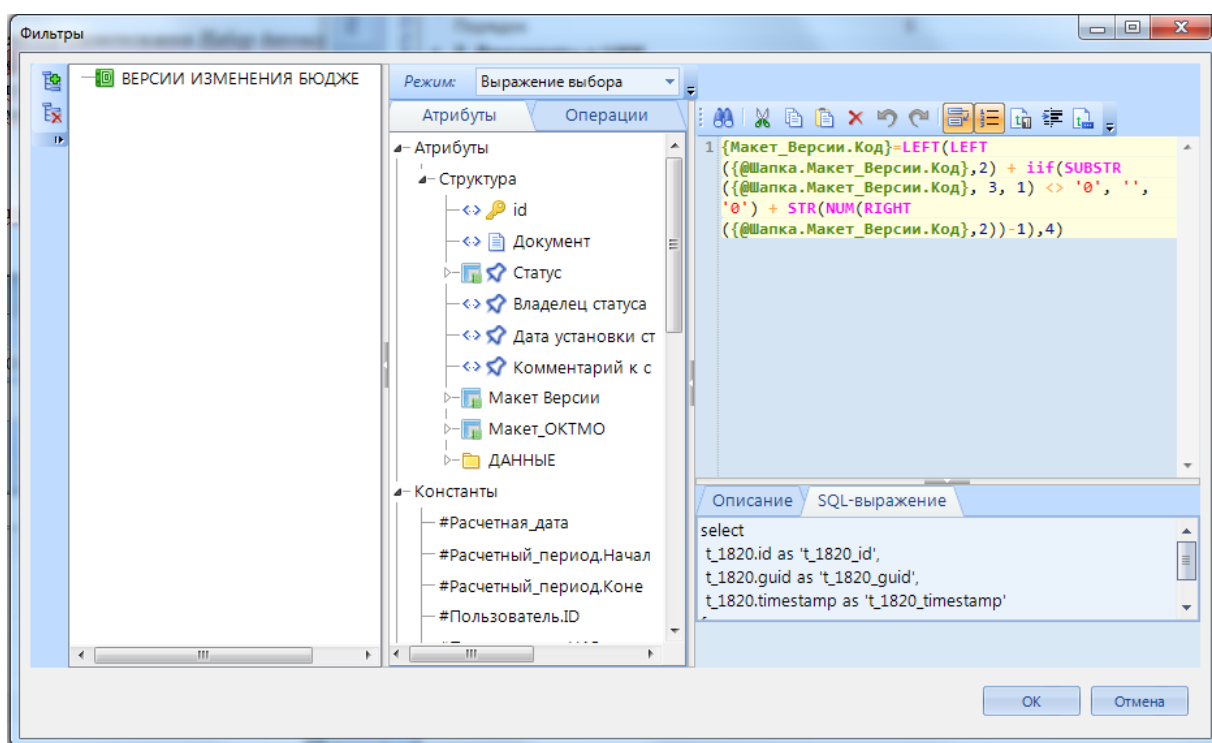 Фильтры
ВЕРСИИ ИЗМЕНЕНИЯ БЮДЖЕ
Режим: Выражение выбора
Атрибуты Операции
Атрибуты
Структура
id
Документ
Статус
Владелец статуса
Дата установки ст
Комментарий к с
Макет Версии
Макет_ОКТМО
ДАННЫЕ
Константы
#Расчетная_дата
#Расчетный_период.Начал
#Расчетный_период.Коне
#Пользователь.ID
1 {Макет_Версии.Код}=LEFT(LEFT
({@Шапка.Макет_Версии.Код},2) + iif(SUBSTR
({@Шапка.Макет_Версии.Код}, 3, 1) <> '0', '',
'0') + STR(NUM(RIGHT
({@Шапка.Макет_Версии.Код},2))-1),4)
Описание SQL-выражение
select
t_1820.id as 't_1820_id',
t_1820.guid as 't_1820_guid',
t_1820.timestamp as 't_1820_timestamp'
ОК Отмена